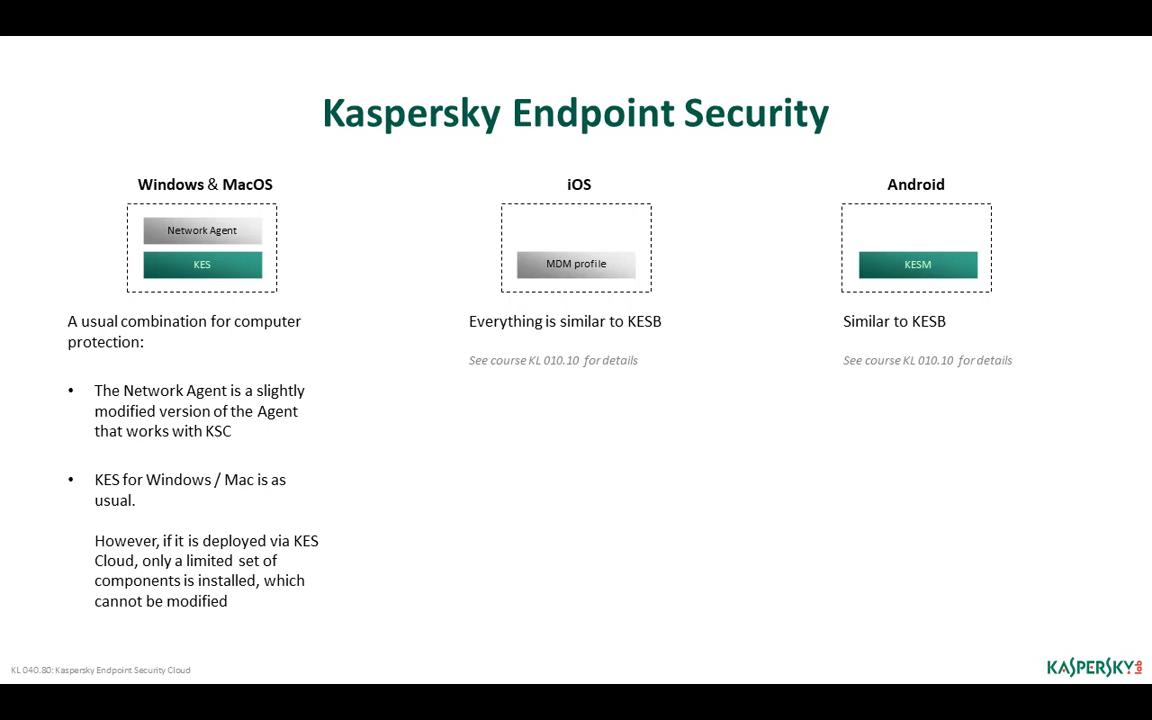 Kaspersky Endpoint Security
Windows & MacOS
Network Agent
KES
A usual combination for computer
protection:
• The Network Agent is a slightly
modified version of the Agent
that works with KSC
• KES for Windows / Mac is as
usual.
However, if it is deployed via KES
Cloud, only a limited set of
components is installed, which
cannot be modified
iOS
MDM profile
Everything is similar to KESB
See course KL 010.10 for details
Android
KESM
Similar to KESB
See course KL 010.10 for details
KL 040.80: Kaspersky Endpoint Security Cloud
KASPERSKY lab